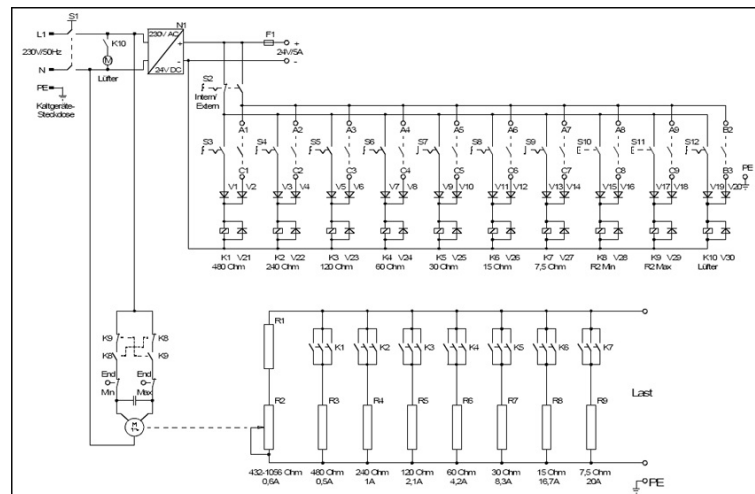 S1
L1
230V/50Hz
N
PE
Kaltgeräte-
Steckdose
K10
M
Lüfter
N1
230V AC
24V DC
+
-
F1
+
24V/5A
-
S2
Intern/
Extern
A1 A2 A3 A4 A5 A6 A7 A8 A9 B2
S3 S4 S5 S6 S7 S8 S9 S10 S11 S12
C1 C2 C3 C4 C5 C6 C7 C8 C9 B3
PE
V1 V2 V3 V4 V5 V6 V7 V8 V9 V10 V11 V12 V13 V14 V15 V16 V17 V18 V19 V20
K1 V21 K2 V22 K3 V23 K4 V24 K5 V25 K6 V26 K7 V27 K8 V28 K9 V29 K10 V30
480 Ohm 240 Ohm 120 Ohm 60 Ohm 30 Ohm 15 Ohm 7,5 Ohm R2 Min R2 Max Lüfter
K9 K8
K8 K9
End End
Min Max
M
R1
K1 K2 K3 K4 K5 K6 K7
Last
R2 R3 R4 R5 R6 R7 R8 R9
432-1056 Ohm 480 Ohm 240 Ohm 120 Ohm 60 Ohm 30 Ohm 15 Ohm 7,5 Ohm
0,6A 0,5A 1A 2,1A 4,2A 8,3A 16,7A 20A
PE